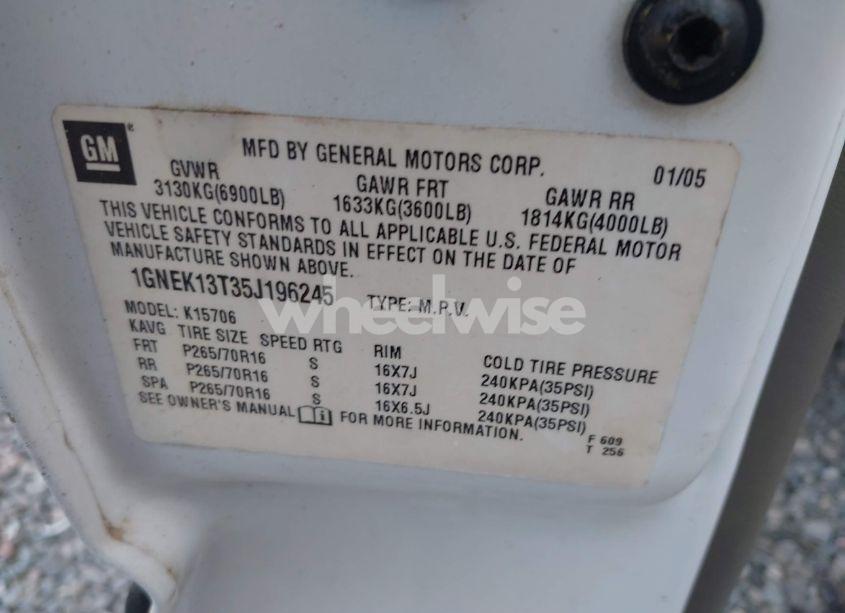 GM
MFD BY GENERAL MOTORS CORP. 01/05
GVWR GAWR FRT GAWR RR
3130KG(6900LB) 1633KG(3600LB) 1814KG(4000LB)
THIS VEHICLE CONFORMS TO ALL APPLICABLE U.S. FEDERAL MOTOR
VEHICLE SAFETY STANDARDS IN EFFECT ON THE DATE OF
MANUFACTURE SHOWN ABOVE.
1GNEK13T35J196245 TYPE: M.P.V.
wheelwise
MODEL: K15706
KAVG TIRE SIZE SPEED RTG RIM COLD TIRE PRESSURE
FRT P265/70R16 S 16X7J 240KPA(35PSI)
RR P265/70R16 S 16X7J 240KPA(35PSI)
SPA P265/70R16 S 16X6.5J 240KPA(35PSI)
SEE OWNER'S MANUAL FOR MORE INFORMATION.
F 609
T 256